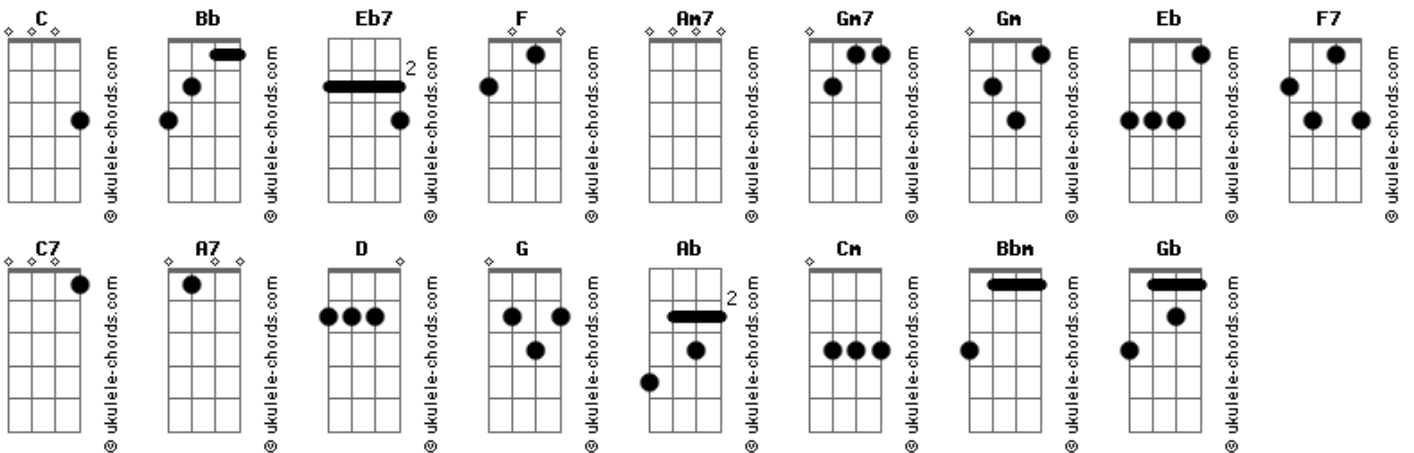 C Bb Eb7 F Am7 Gm7 Gm Eb F7
2
© ukulele-chords.com © ukulele-chords.com © ukulele-chords.com © ukulele-chords.com © ukulele-chords.com © ukulele-chords.com © ukulele-chords.com © ukulele-chords.com © ukulele-chords.com
C7 A7 D G Ab Cm Bbm Gb
2
© ukulele-chords.com © ukulele-chords.com © ukulele-chords.com © ukulele-chords.com © ukulele-chords.com © ukulele-chords.com © ukulele-chords.com © ukulele-chords.com